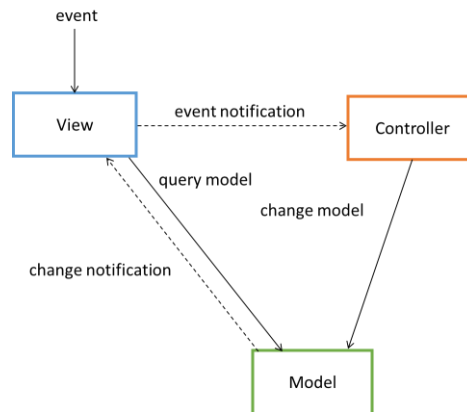 event
View
event notification
Controller
query model
change model
change notification
Model